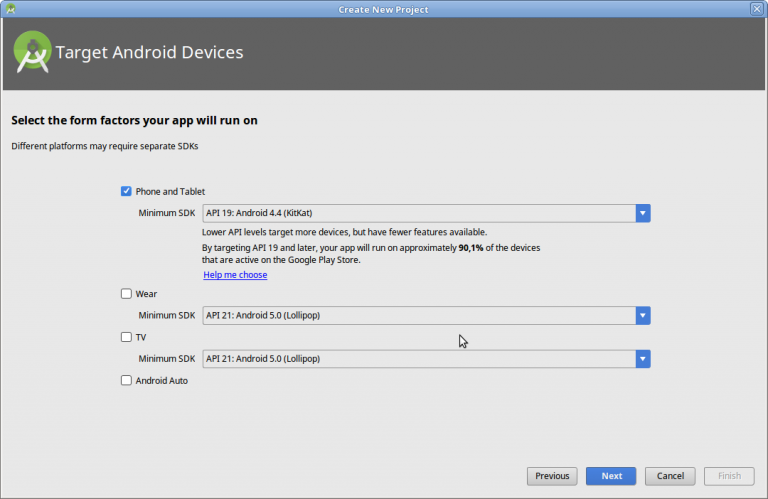 Create New Project
Target Android Devices
Select the form factors your app will run on
Different platforms may require separate SDKs
Phone and Tablet
Minimum SDK API 19: Android 4.4 (KitKat)
Lower API levels target more devices, but have fewer features available.
By targeting API 19 and later, your app will run on approximately 90,1% of the devices
that are active on the Google Play Store.
Help me choose
Wear
Minimum SDK API 21: Android 5.0 (Lollipop)
TV
Minimum SDK API 21: Android 5.0 (Lollipop)
Android Auto
Previous Next Cancel Finish